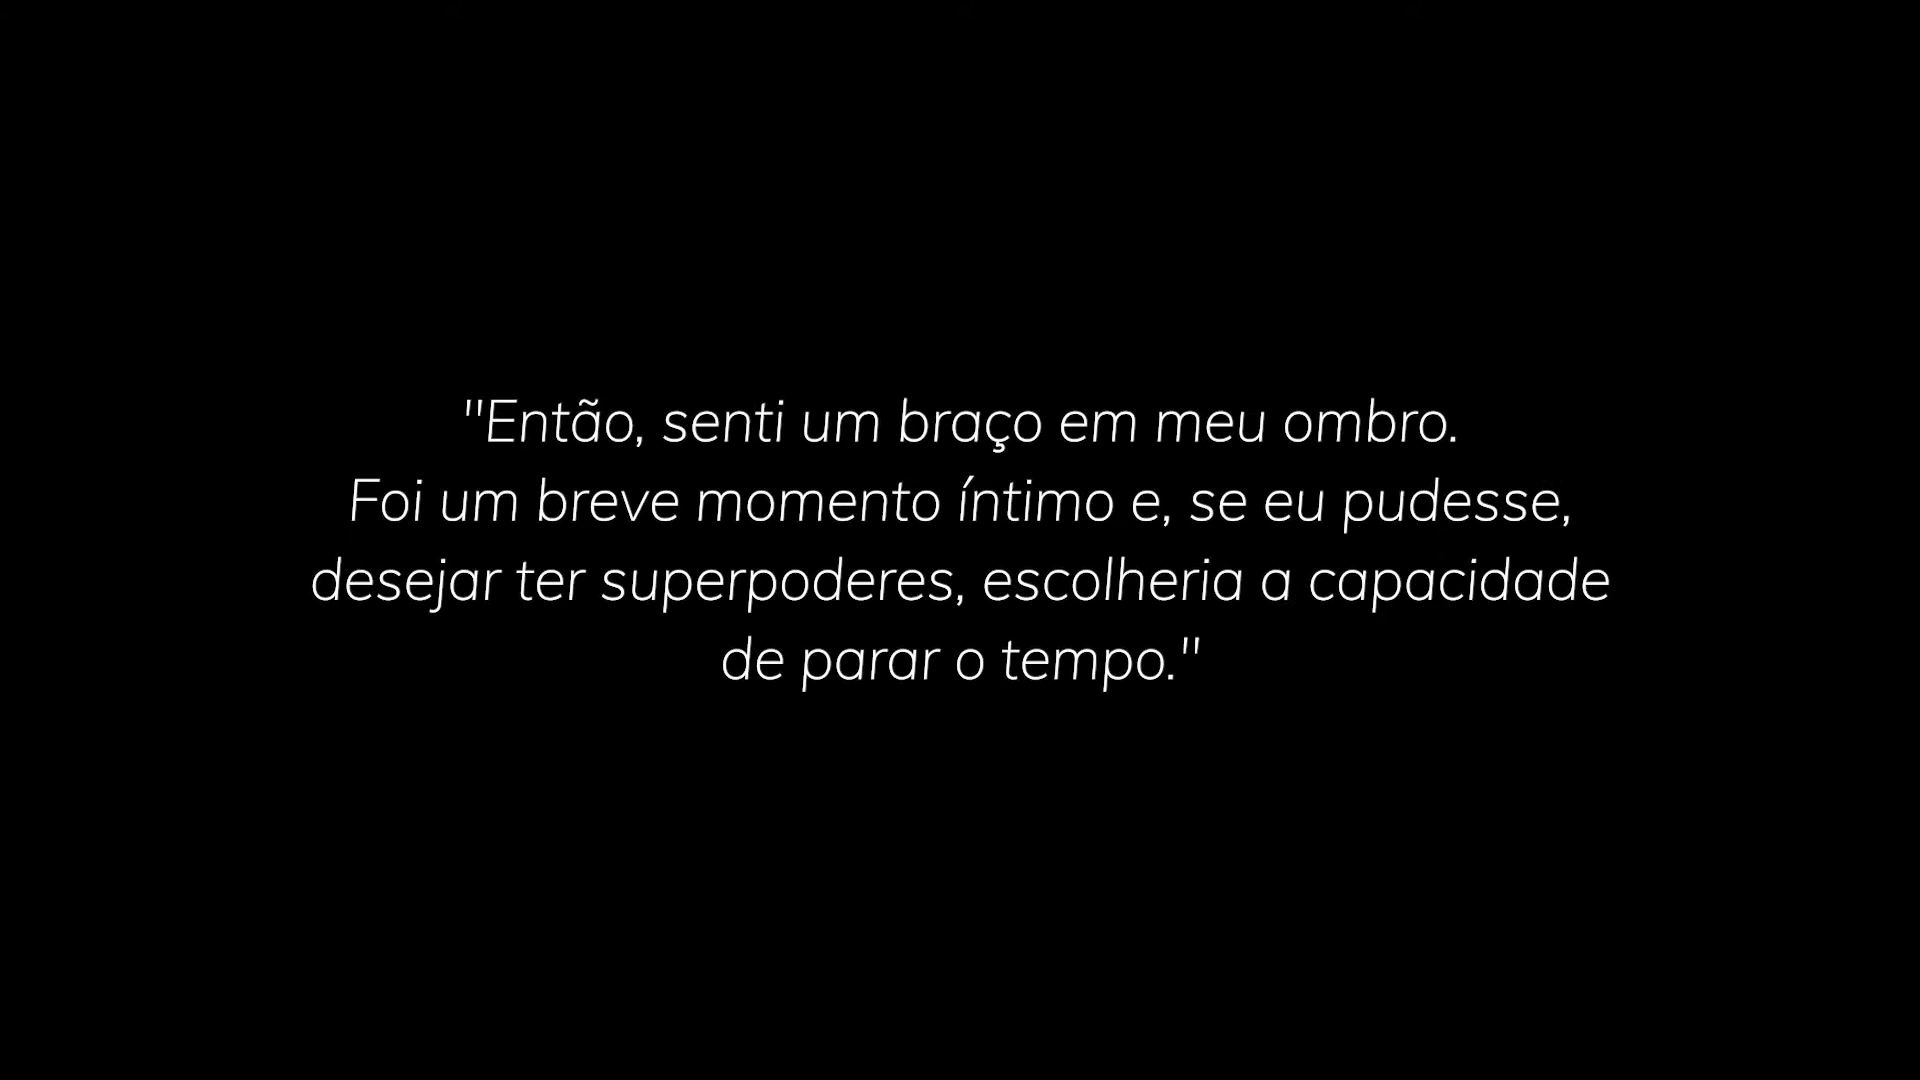 "Então, senti um braço em meu ombro.
Foi um breve momento íntimo e, se eu pudesse,
desejar ter superpoderes, escolheria a capacidade
de parar o tempo."